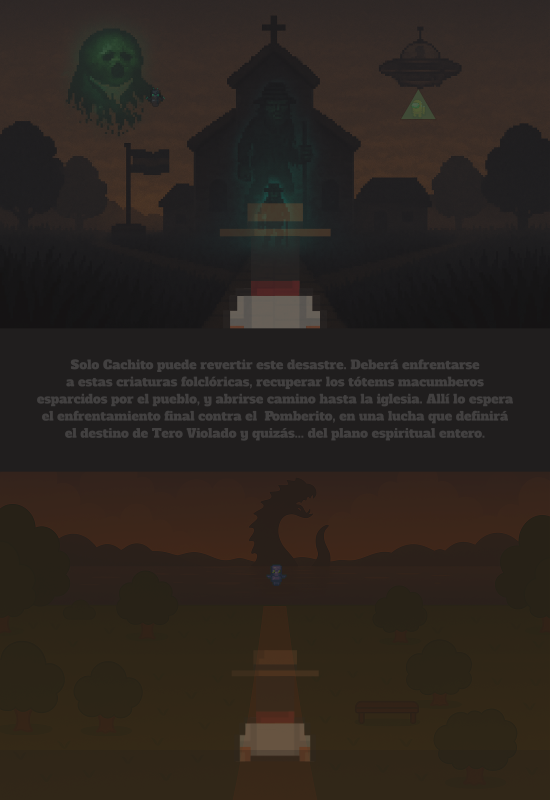 Solo Cachito puede revertir este desastre. Deberá enfrentarse
a estas criaturas folclóricas, recuperar los tótems macumberos
esparcidos por el pueblo, y abrirse camino hasta la iglesia. Allí lo espera
el enfrentamiento final contra el Pomberito, en una lucha que definirá
el destino de Tero Violado y quizás... del plano espiritual entero.